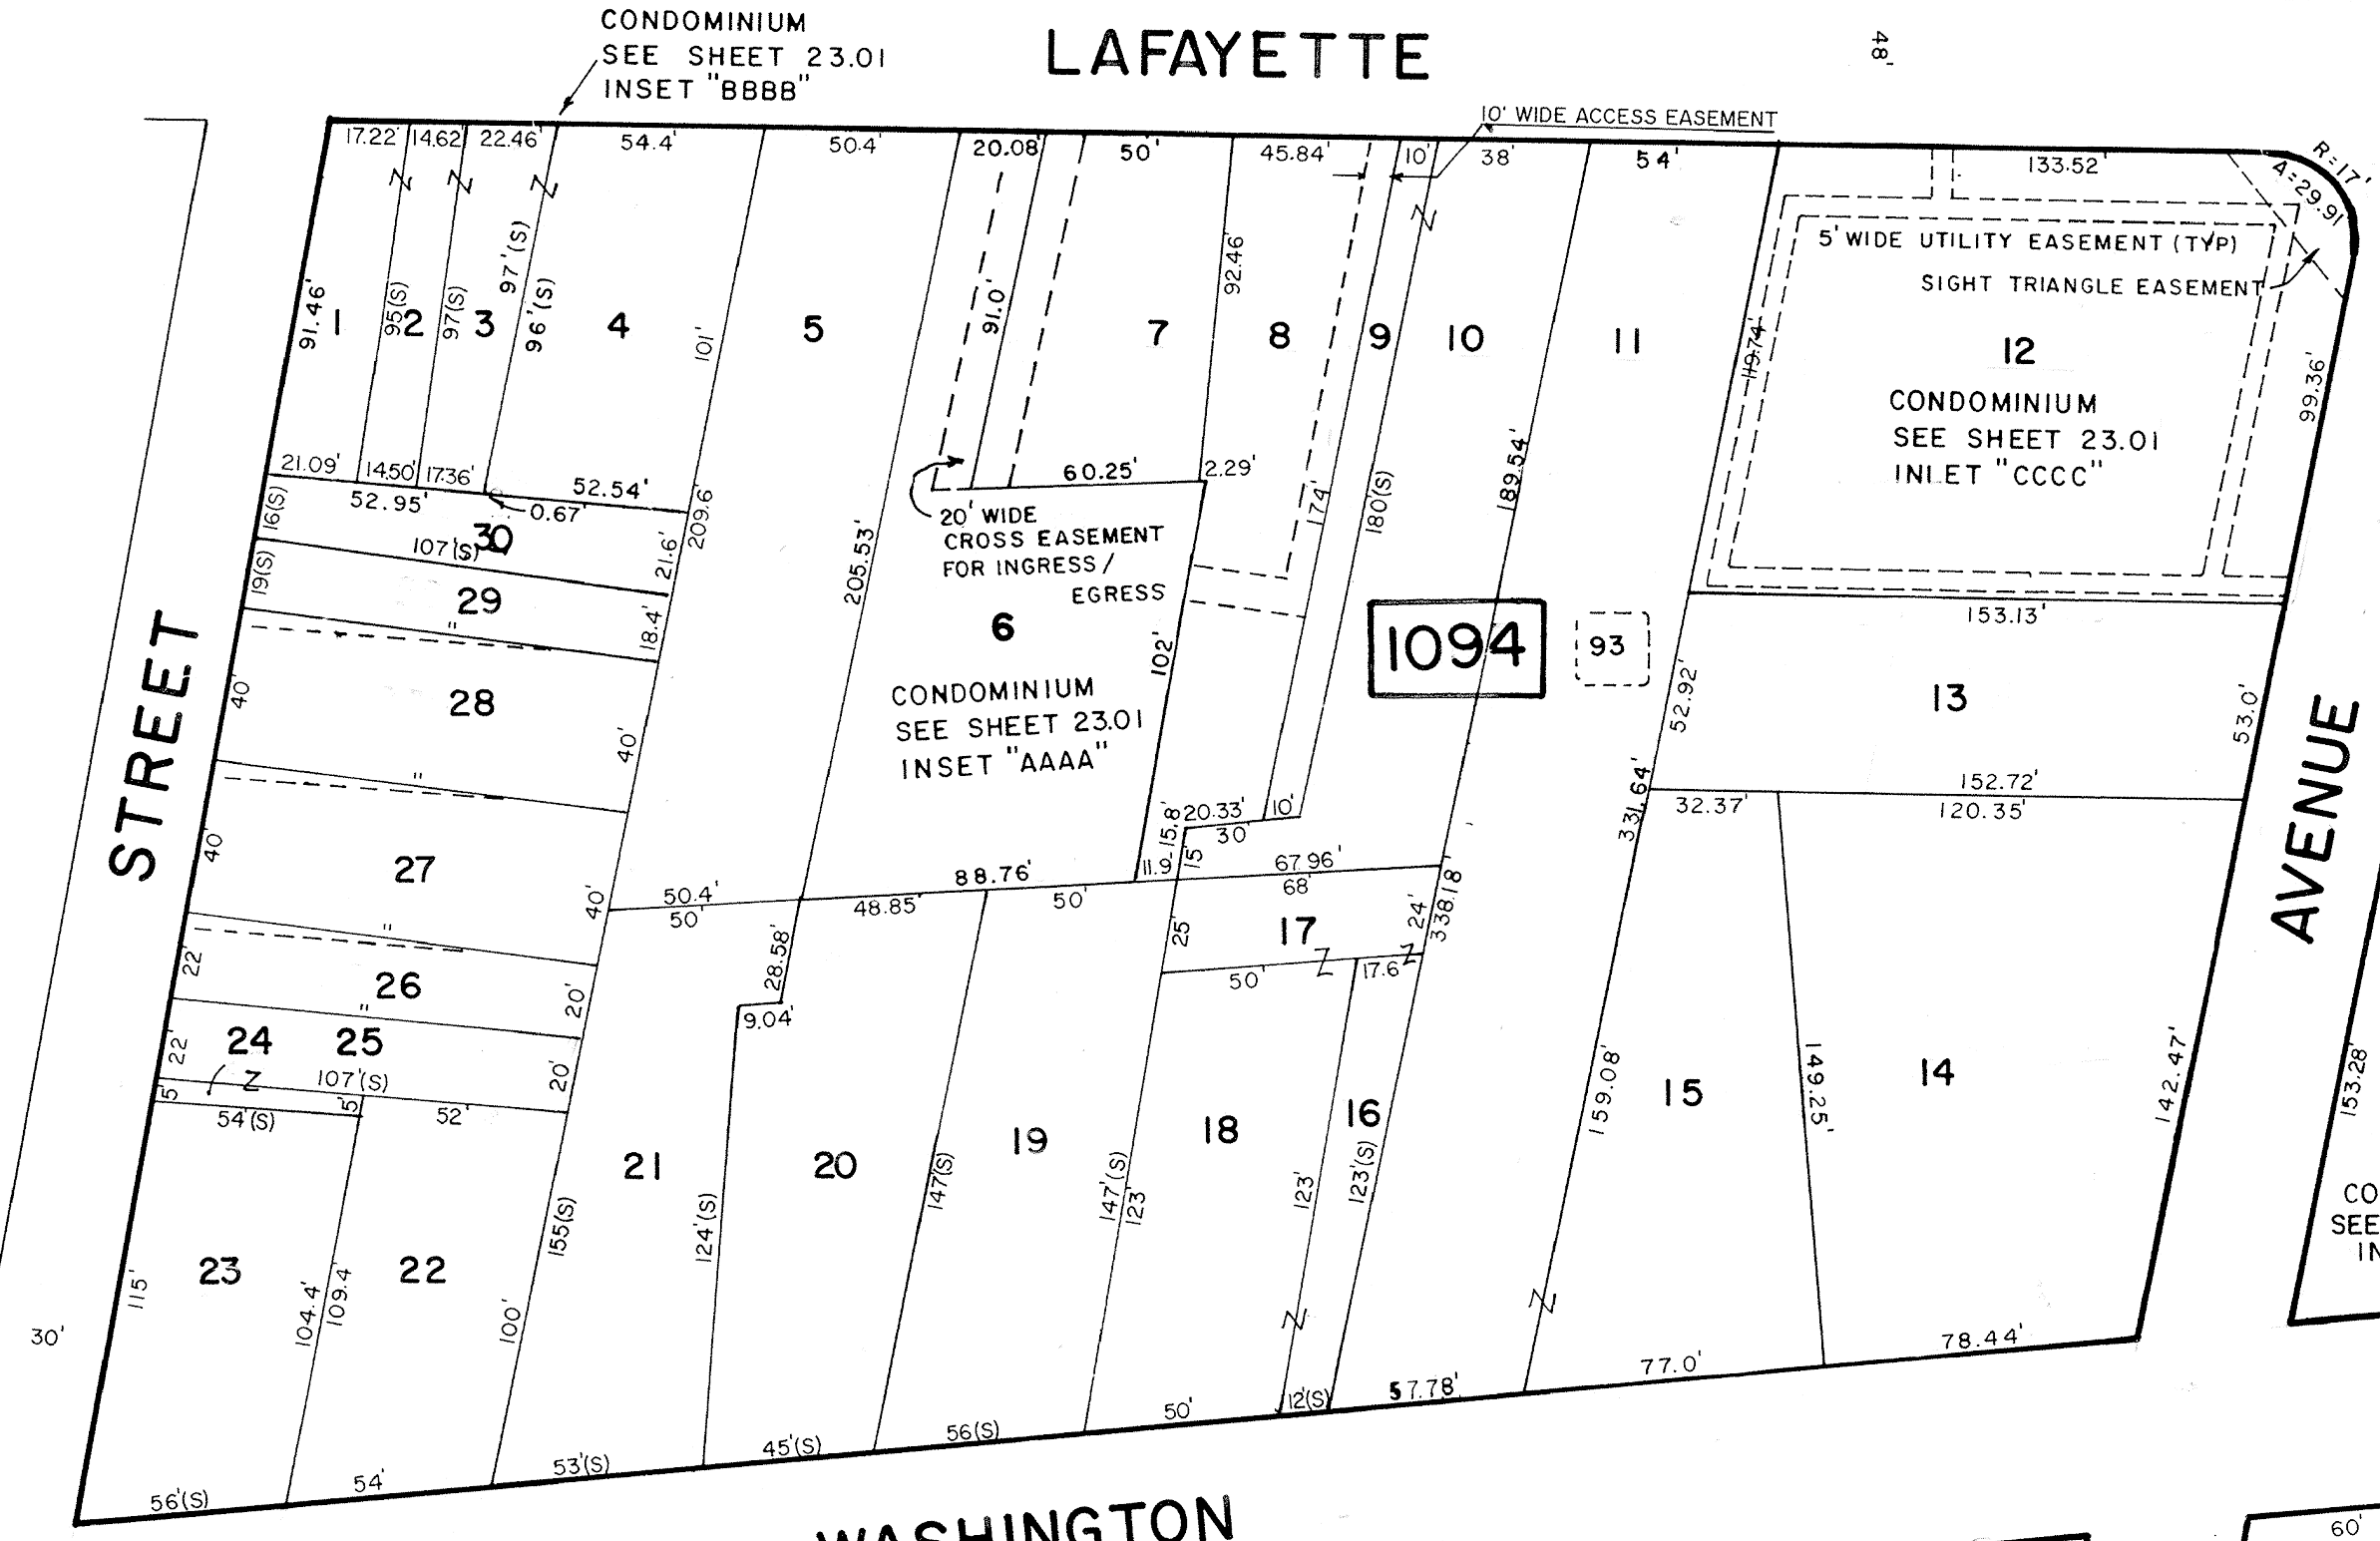 CONDOMINIUM
SEE SHEET 23.01
INSET "BBBB"
LAFAYETTE
48'
10' WIDE ACCESS EASEMENT
17.22'
14.62'
22.46'
54.4'
50.4'
20.08'
50'
45.84'
10'
38'
54'
133.52'
R=17'
A=29.91'
5' WIDE UTILITY EASEMENT (TYP)
SIGHT TRIANGLE EASEMENT
91.46'
1
95(S)
2
97(S)
3
97'(S)
96'(S)
4
101'
5
91.0'
7
92.46'
8
9
10
11
119.74'
12
CONDOMINIUM
SEE SHEET 23.01
INLET "CCCC"
99.36'
21.09'
14.50'
17.36'
52.54'
52.95'
0.67'
60.25'
2.29'
174'
180'(S)
189.54'
16(S)
30
107'(S)
21.6'
209.6'
205.53'
20' WIDE
CROSS EASEMENT
FOR INGRESS /
EGRESS
19(S)
29
"
18.4'
6
102'
1094
93
153.13'
CONDOMINIUM
SEE SHEET 23.01
INSET "AAAA"
STREET
40'
28
"
40'
52.92'
13
53.0'
AVENUE
331.64'
152.72'
32.37'
120.35'
40'
27
"
40'
15.8'
20.33'
10'
30'
15'
11.9
67.96'
68'
50.4'
50'
88.76'
48.85'
50'
22'
26
"
20'
28.58'
9.04'
25'
17
24'
338.18'
50'
17.6'
22'
24
25
20'
107'(S)
5'
54'(S)
5'
52'
23
115'
104.4'
109.4'
22
100'
155(S)
21
124'(S)
20
147'(S)
19
147'(S)
123'
18
123'
16
123'(S)
159.08'
15
149.25'
14
142.47'
153.28'
CO
SEE
IN
30'
56'(S)
54'
53'(S)
45'(S)
56(S)
50'
12'(S)
57.78'
77.0'
78.44'
WASHINGTON
60'